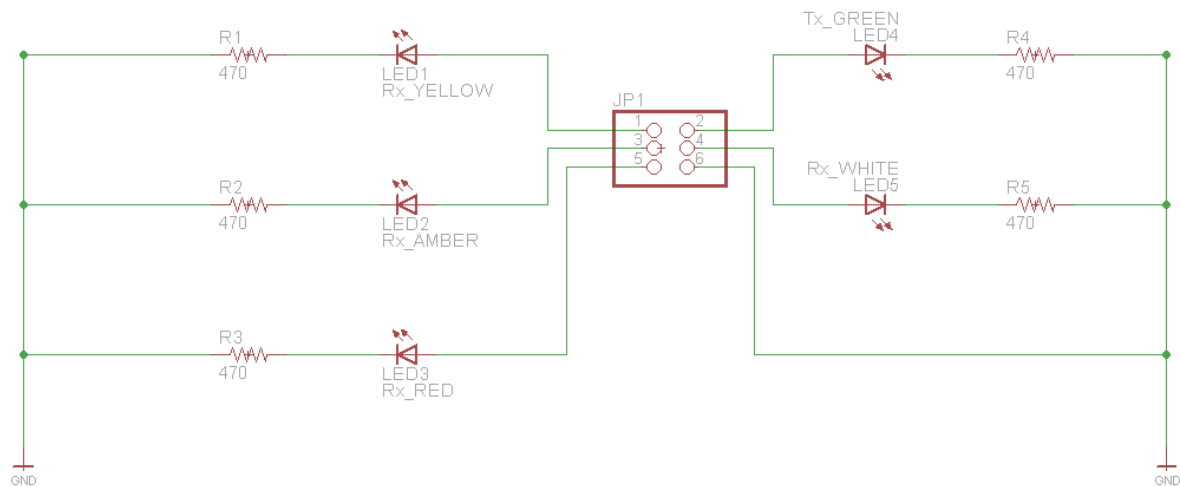 Tx_GREEN
R1
LED4
R4
470
LED1
470
Rx_YELLOW
JP1
1
2
3
4
5
6
Rx_WHITE
R2
LED5
R5
470
LED2
470
Rx_AMBER
R3
470
LED3
Rx_RED
GND
GND